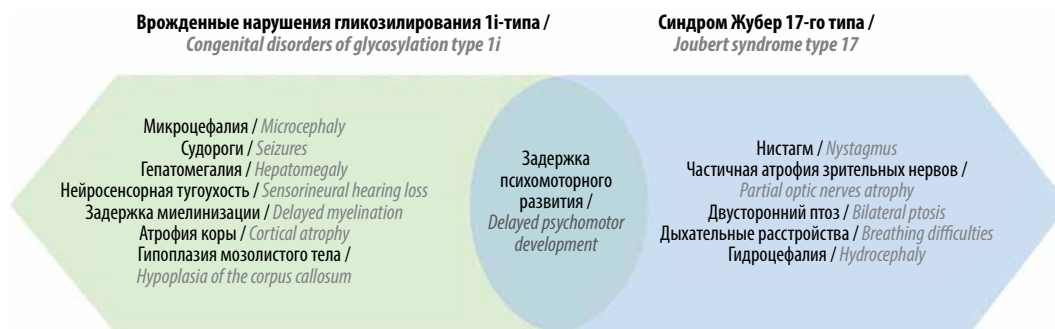 Врожденные нарушения гликозилирования 1i-типа /
Congenital disorders of glycosylation type 1i
Синдром Жубер 17-го типа /
Joubert syndrome type 17
Микроцефалия / Microcephaly
Судороги / Seizures
Гепатомегалия / Hepatomegaly
Нейросенсорная тугоухость / Sensorineural hearing loss
Задержка миелинизации / Delayed myelination
Атрофия коры / Cortical atrophy
Гипоплазия мозолистого тела /
Hypoplasia of the corpus callosum
Задержка
психомоторного
развития /
Delayed psychomotor
development
Нистагм / Nystagmus
Частичная атрофия зрительных нервов /
Partial optic nerves atrophy
Двусторонний птоз / Bilateral ptosis
Дыхательные расстройства / Breathing difficulties
Гидроцефалия / Hydrocephaly